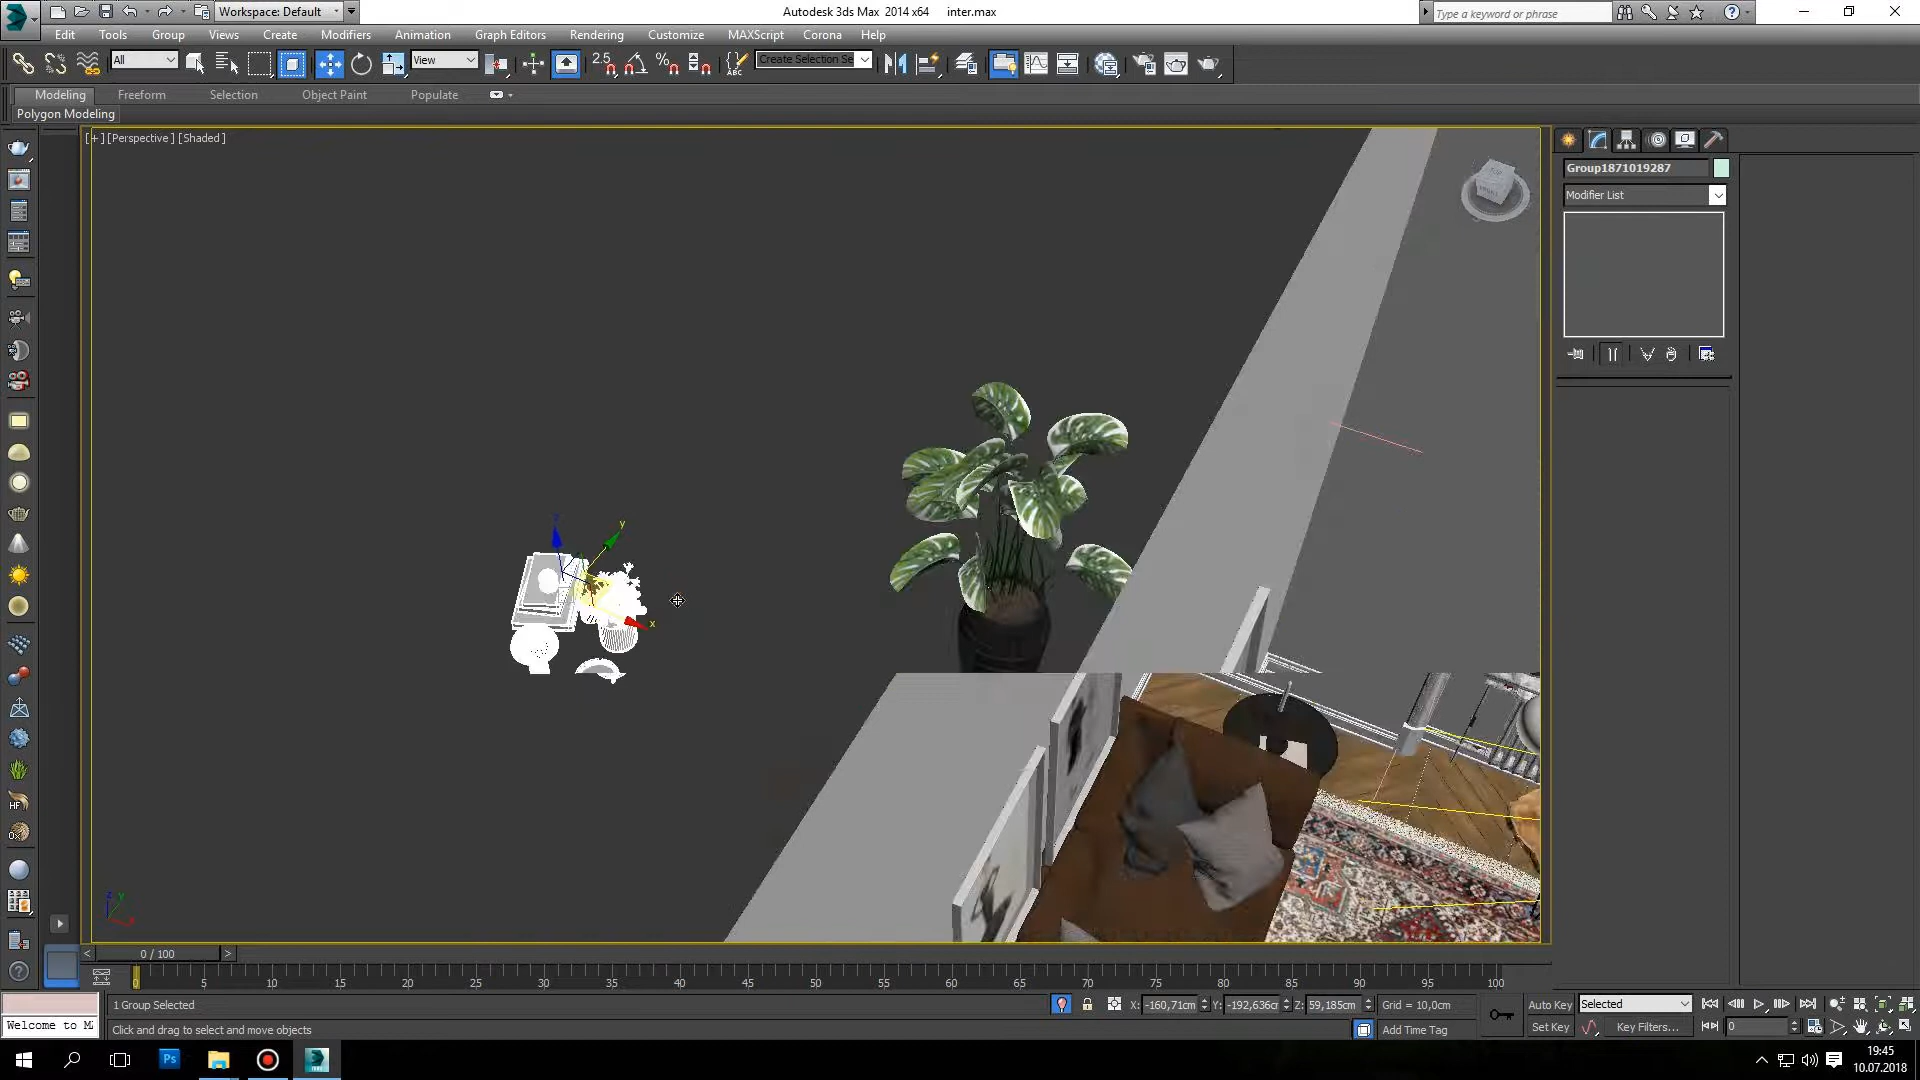 Workspace: Default
Autodesk 3ds Max 2014 x64 inter.max
Type a keyword or phrase
Edit Tools Group Views Create Modifiers Animation Graph Editors Rendering Customize MAXScript Corona Help
All
View
2.5
Create Selection Se
Modeling Freeform Selection Object Paint Populate
Polygon Modeling
[+] [Perspective] [Shaded]
Group1871019287
Modifier List
z
y
x
0 / 100
0 5 10 15 20 25 30 35 40 45 50 55 60 65 70 75 80 85 90 95 100
1 Group Selected
X: -160,71cm Y: -192,636cm Z: 59,185cm Grid = 10,0cm
Auto Key Selected
Welcome to M
Click and drag to select and move objects
Add Time Tag
Set Key Key Filters...
0
Ps
19:45
10.07.2018